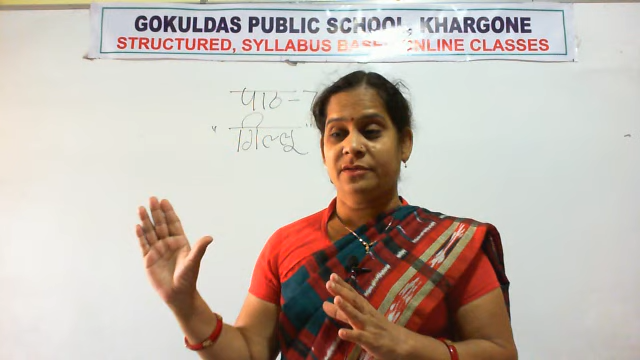 GOKULDAS PUBLIC SCHOOL, KHARGONE
STRUCTURED, SYLLABUS BASED ONLINE CLASSES
पाठ -
" गिल्लू "